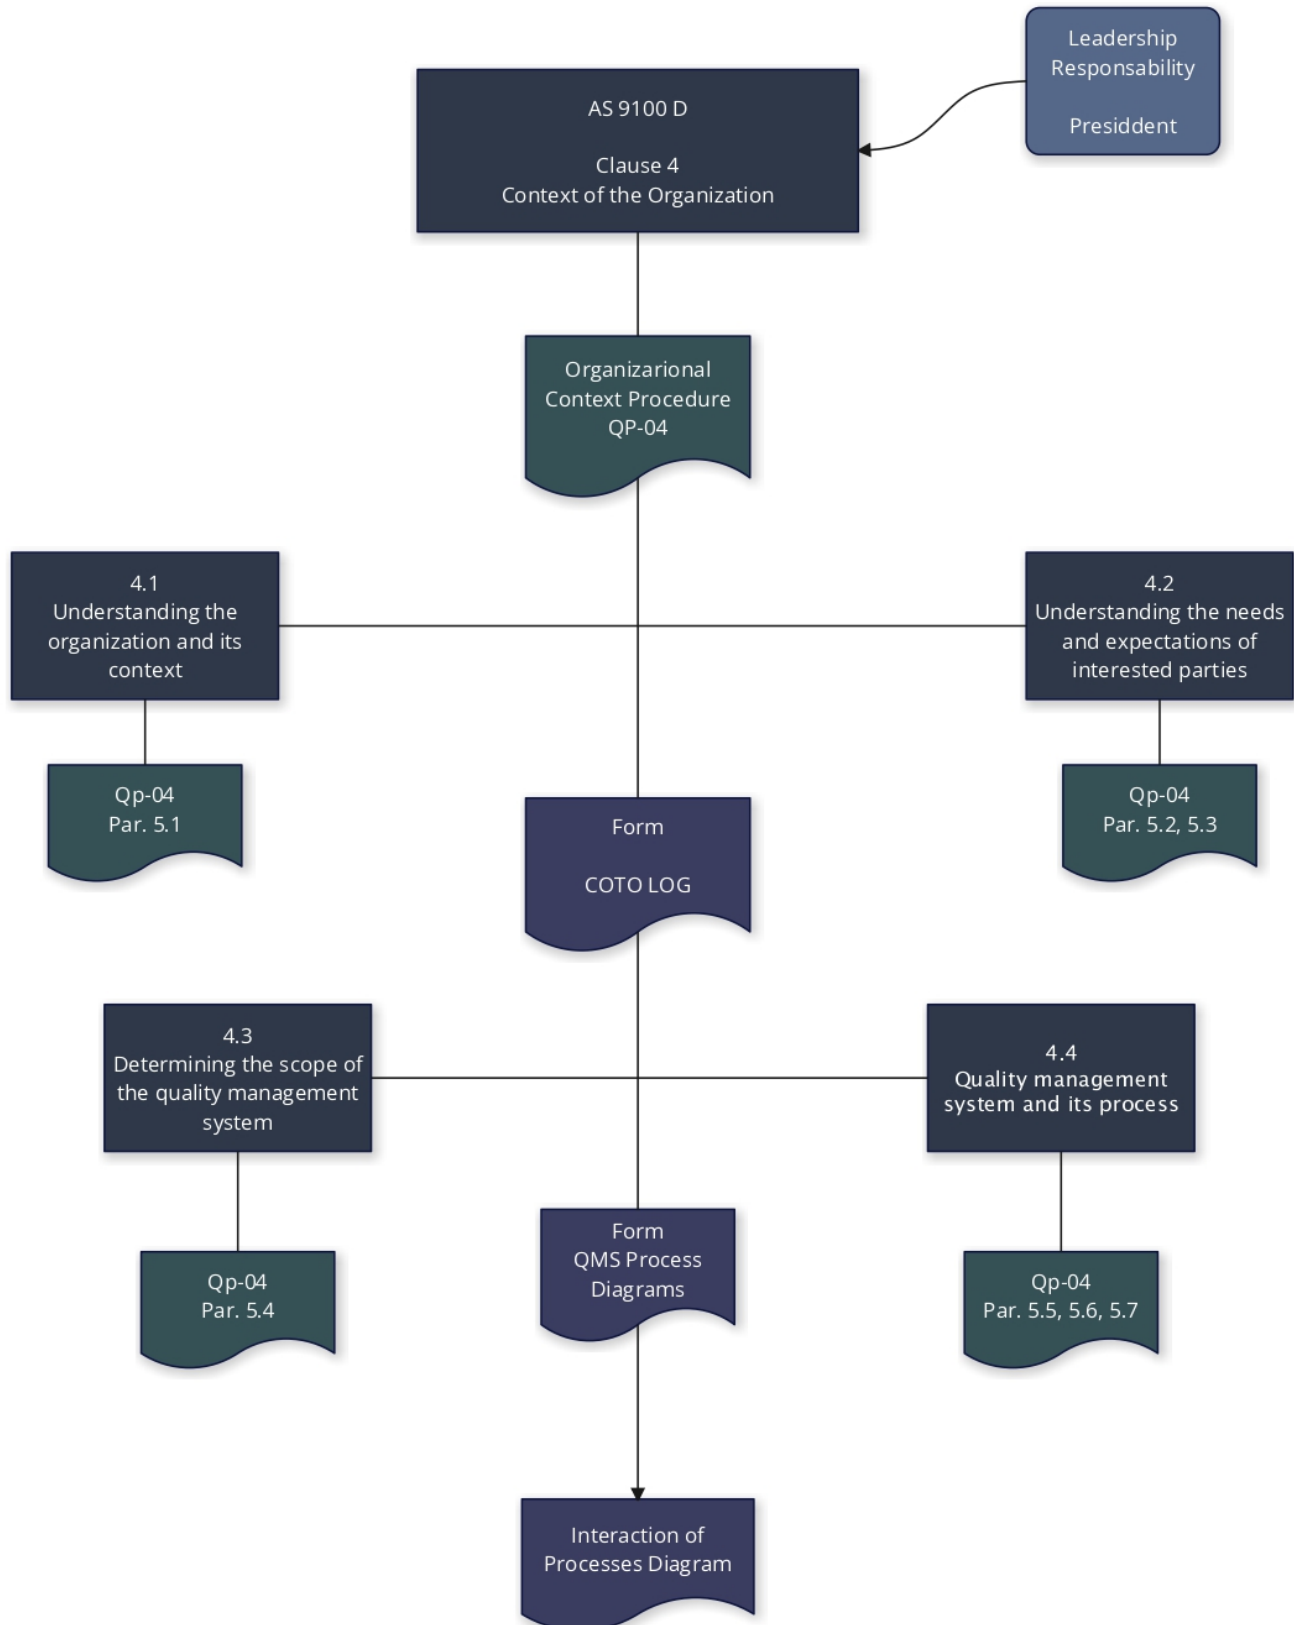 Leadership
Responsability
Presiddent
AS 9100 D
Clause 4
Context of the Organization
Organizarional
Context Procedure
QP-04
4.1
Understanding the
organization and its
context
4.2
Understanding the needs
and expectations of
interested parties
Qp-04
Par. 5.1
Qp-04
Par. 5.2, 5.3
Form
COTO LOG
4.3
Determining the scope of
the quality management
system
4.4
Quality management
system and its process
Form
QMS Process
Diagrams
Qp-04
Par. 5.4
Qp-04
Par. 5.5, 5.6, 5.7
Interaction of
Processes Diagram